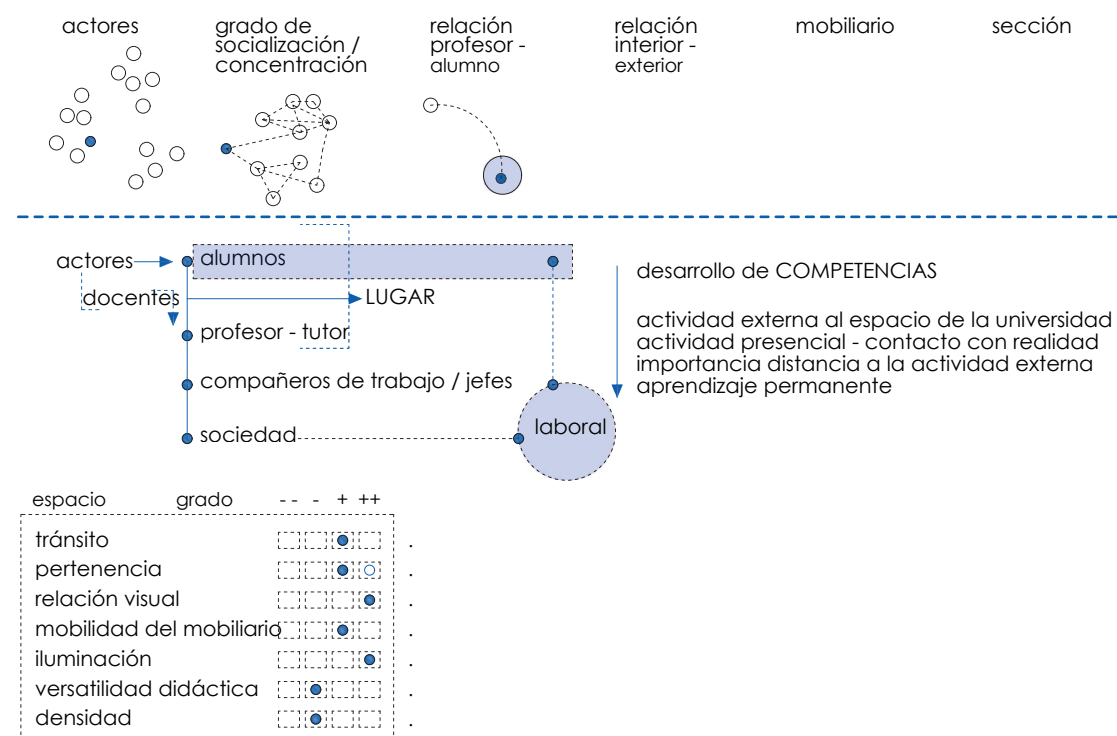 actores
grado de
socialización /
concentración
relación
profesor -
alumno
relación
interior -
exterior
mobiliario
sección
actores
alumnos
docentes
LUGAR
profesor - tutor
compañeros de trabajo / jefes
sociedad
laboral
desarrollo de COMPETENCIAS
actividad externa al espacio de la universidad
actividad presencial - contacto con realidad
importancia distancia a la actividad externa
aprendizaje permanente
espacio grado -- - + ++
tránsito .
pertenencia .
relación visual .
mobilidad del mobiliario .
iluminación .
versatilidad didáctica .
densidad .